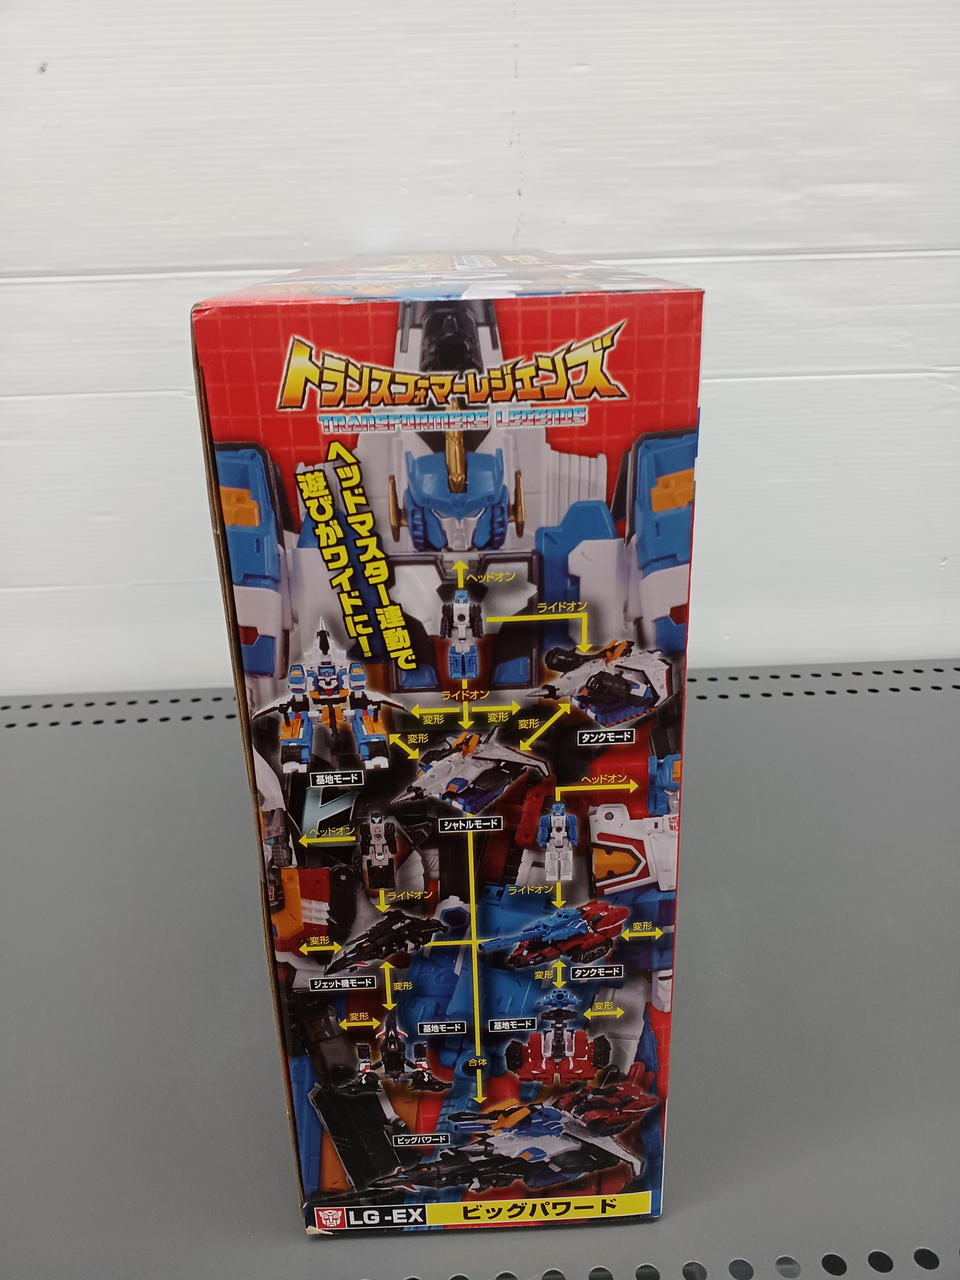 トランスフォーマーレジェンズ
TRANSFORMERS LEGENDS
ヘッドマスター連動で
遊びがワイドに!
ヘッドオン
ライドオン
ライドオン
変形
変形
変形
変形
タンクモード
基地モード
シャトルモード
ヘッドオン
ヘッドオン
ライドオン
ライドオン
変形
変形
ジェット機モード
タンクモード
変形
変形
変形
変形
基地モード
基地モード
合体
ビッグパワード
LG-EX
ビッグパワード